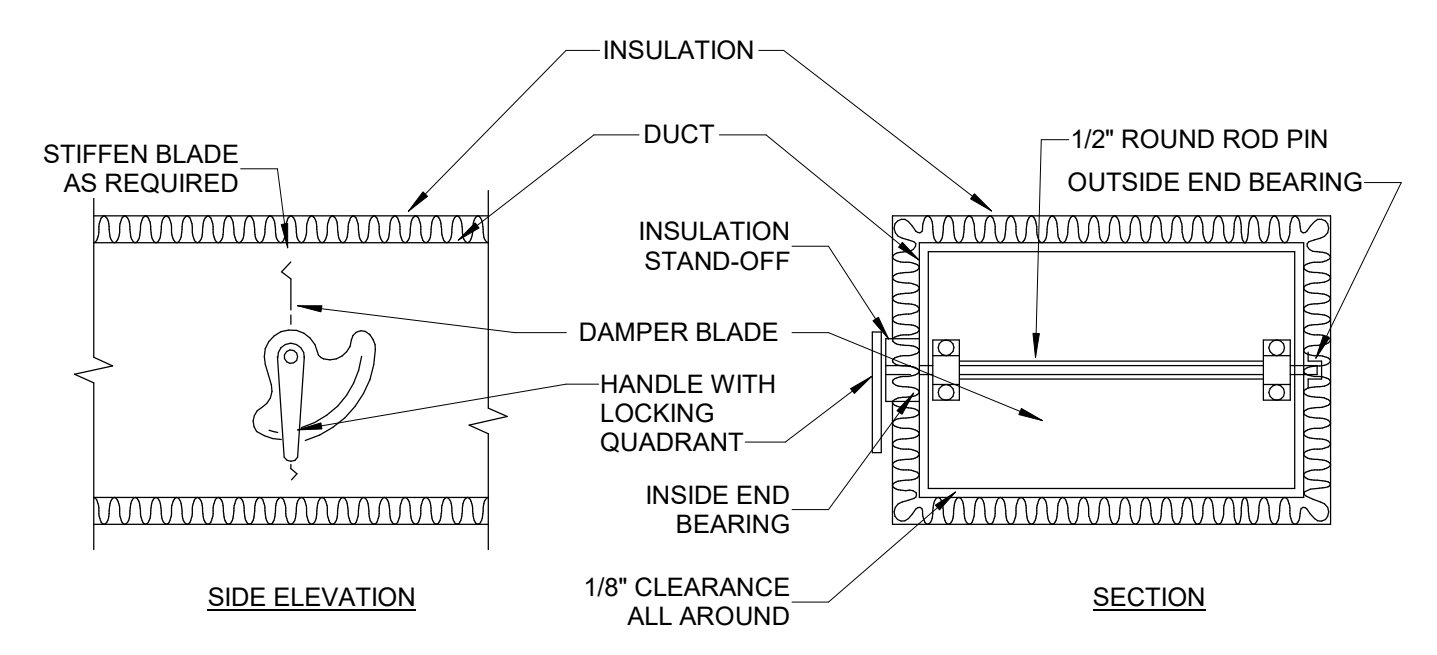 INSULATION
DUCT
STIFFEN BLADE
AS REQUIRED
1/2" ROUND ROD PIN
OUTSIDE END BEARING
INSULATION
STAND-OFF
DAMPER BLADE
HANDLE WITH
LOCKING
QUADRANT
INSIDE END
BEARING
1/8" CLEARANCE
ALL AROUND
SIDE ELEVATION
SECTION